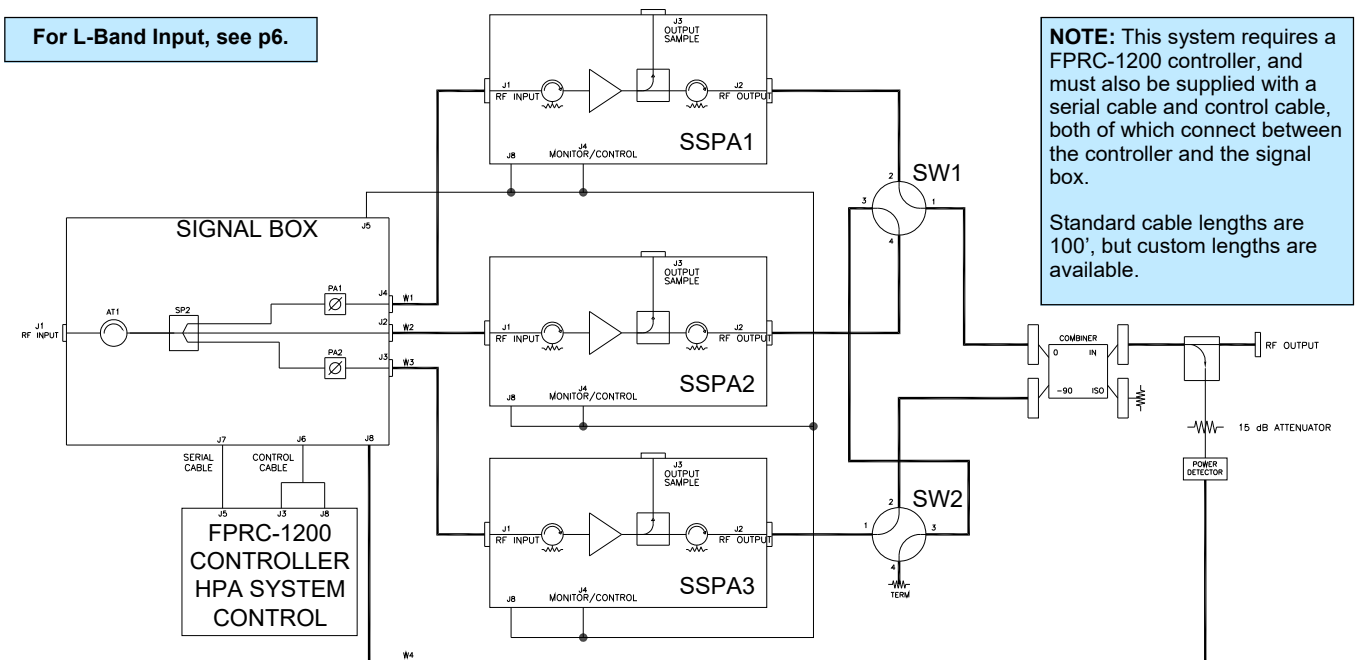 For L-Band Input, see p6.
NOTE: This system requires a
FPRC-1200 controller, and
must also be supplied with a
serial cable and control cable,
both of which connect between
the controller and the signal
box.
Standard cable lengths are
100', but custom lengths are
available.
J3
OUTPUT
SAMPLE
J1
RF INPUT
J2
RF OUTPUT
SSPA1
J8
J4
MONITOR/CONTROL
SIGNAL BOX
J5
J1
RF INPUT
AT1
SP2
PA1
PA2
J4
J2
J3
W1
W2
W3
J7
J6
J8
SERIAL
CABLE
CONTROL
CABLE
J5
J3
J8
FPRC-1200
CONTROLLER
HPA SYSTEM
CONTROL
W4
J3
OUTPUT
SAMPLE
J1
RF INPUT
J2
RF OUTPUT
SSPA2
J8
J4
MONITOR/CONTROL
J3
OUTPUT
SAMPLE
J1
RF INPUT
J2
RF OUTPUT
SSPA3
J8
J4
MONITOR/CONTROL
SW1
2
3
1
4
SW2
2
1
3
4
TERM
COMBINER
0
IN
-90
ISO
RF OUTPUT
15 dB ATTENUATOR
POWER
DETECTOR